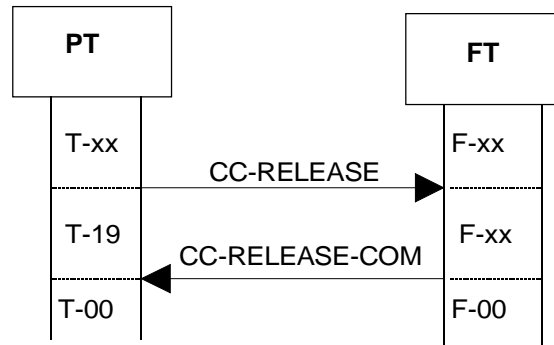 PT
FT
T-xx
F-xx
CC-RELEASE
T-19
F-xx
CC-RELEASE-COM
T-00
F-00